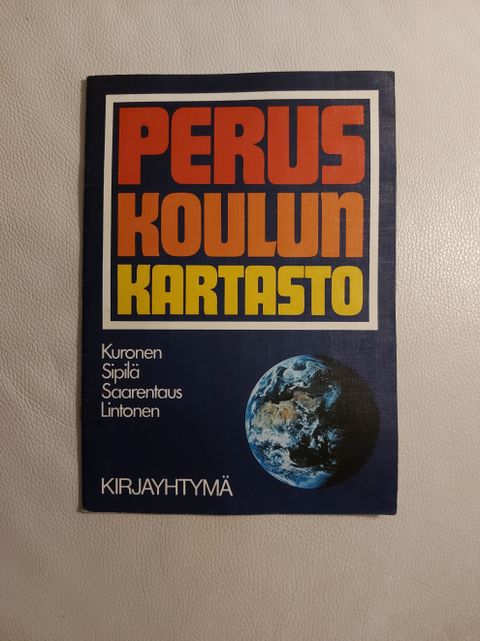 PERUS
KOULUN
KARTASTO
Kuronen
Sipilä
Saarentaus
Lintonen
KIRJAYHTYMÄ